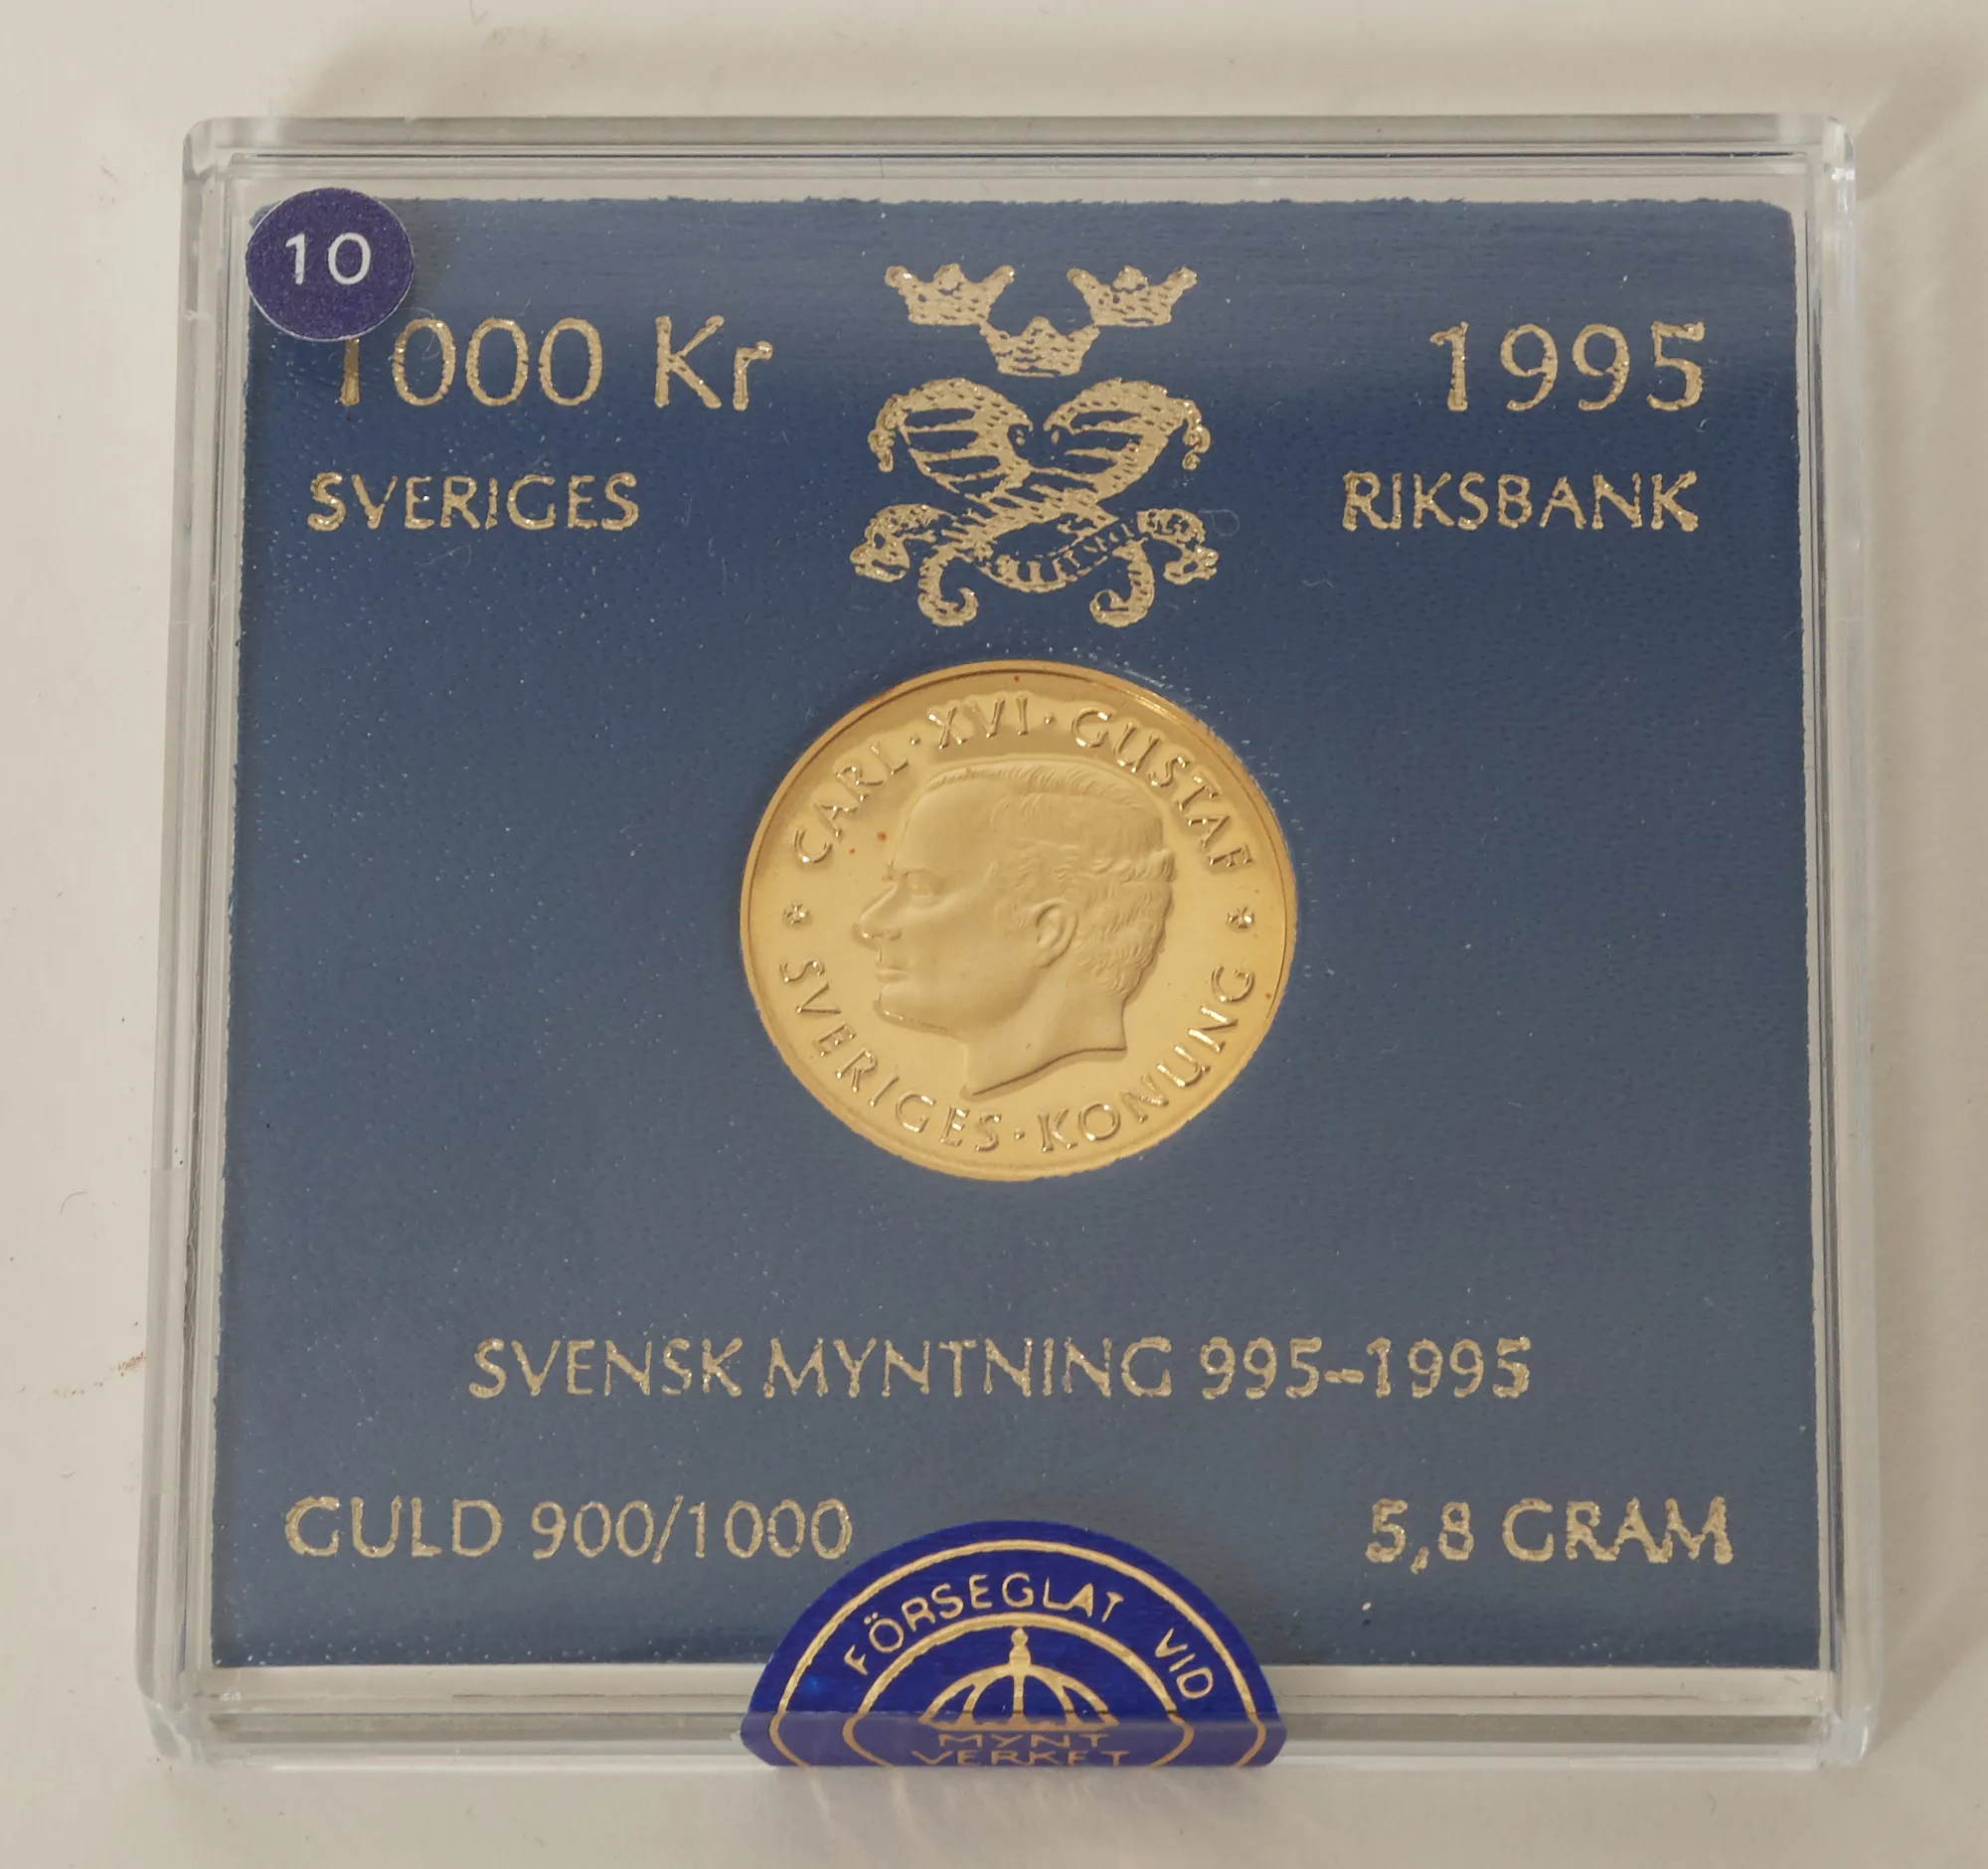 10
1000 Kr
1995
SVERIGES
RIKSBANK
CARL · XVI · GUSTAF
SVERIGES · KONUNG
SVENSK MYNTNING 995-1995
GULD 900/1000
5,8 GRAM
FÖRSEGLAT VID
MYNT
VERKET